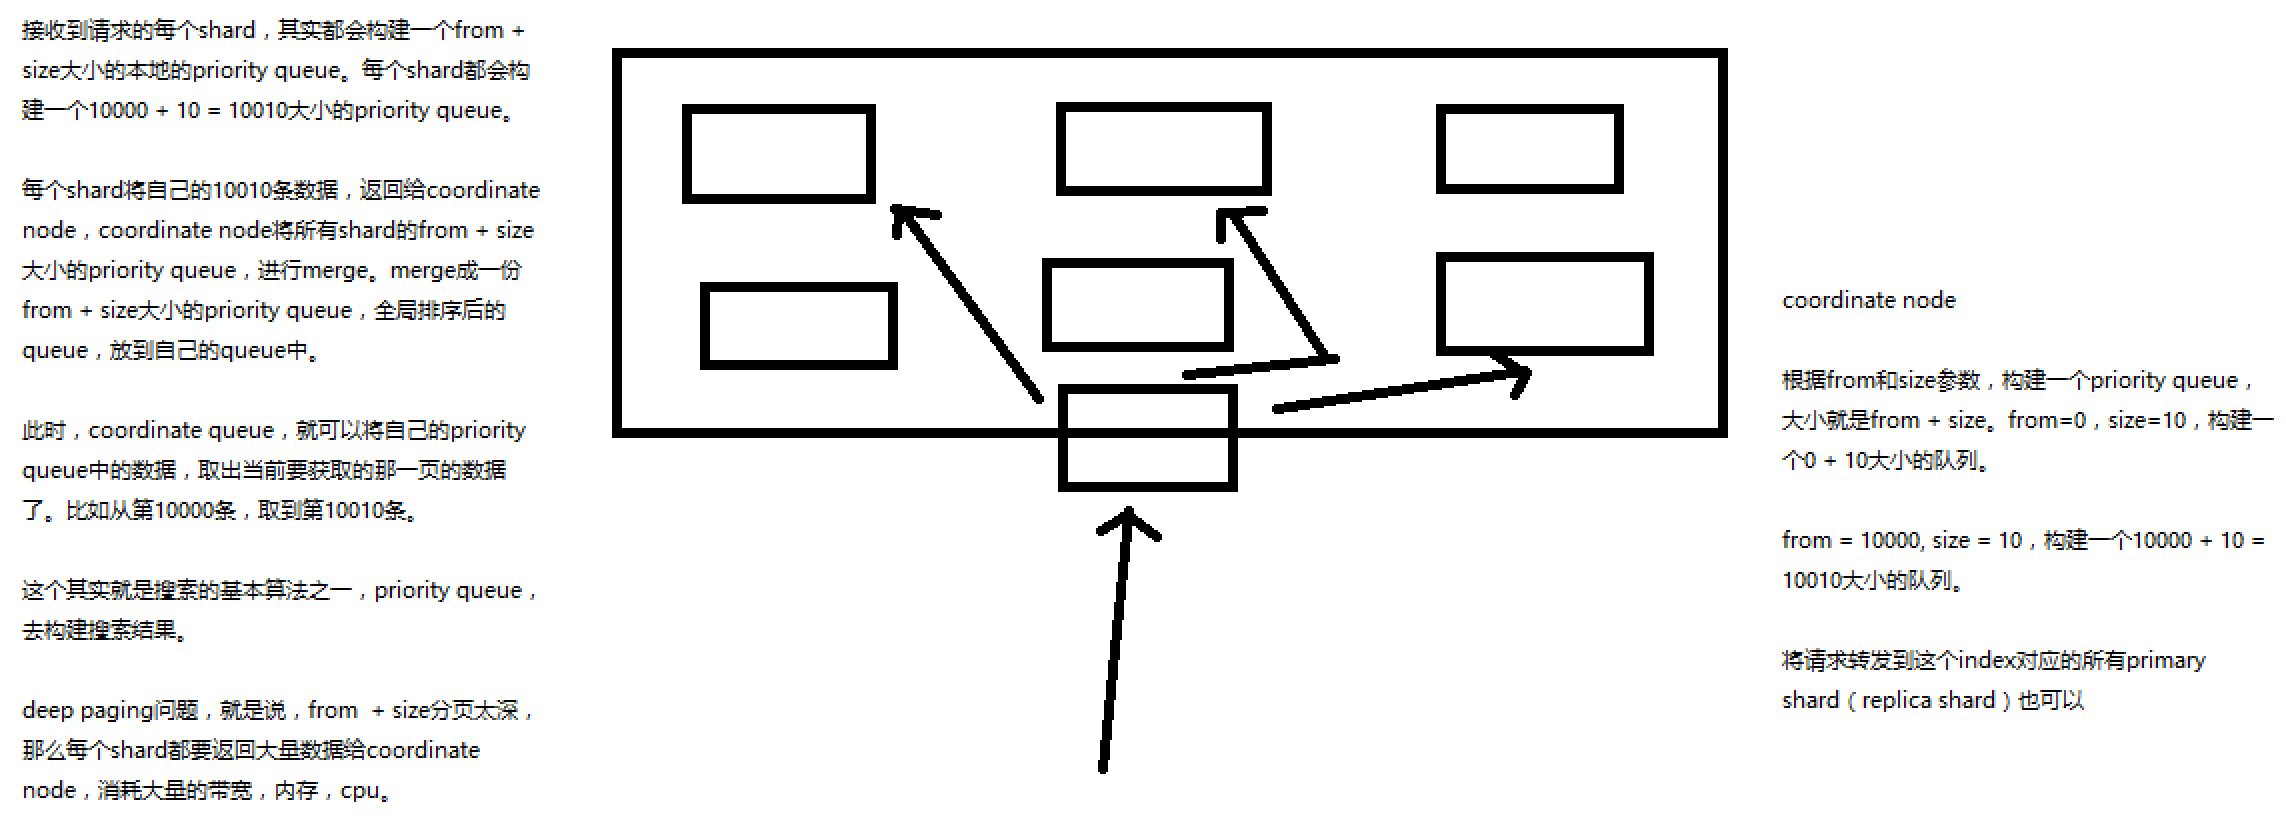 接收到请求的每个shard，其实都会构建一个from +
size大小的本地的priority queue。每个shard都会构
建一个10000 + 10 = 10010大小的priority queue。
每个shard将自己的10010条数据，返回给coordinate
node，coordinate node将所有shard的from + size
大小的priority queue，进行merge。merge成一份
from + size大小的priority queue，全局排序后的
queue，放到自己的queue中。
此时，coordinate queue，就可以将自己的priority
queue中的数据，取出当前要获取的那一页的数据
了。比如从第10000条，取到第10010条。
这个其实就是搜索的基本算法之一，priority queue，
去构建搜索结果。
deep paging问题，就是说，from  + size分页太深，
那么每个shard都要返回大量数据给coordinate
node，消耗大量的带宽，内存，cpu。
coordinate node
根据from和size参数，构建一个priority queue，
大小就是from + size。from=0，size=10，构建一
个0 + 10大小的队列。
from = 10000, size = 10，构建一个10000 + 10 =
10010大小的队列。
将请求转发到这个index对应的所有primary
shard（replica shard）也可以